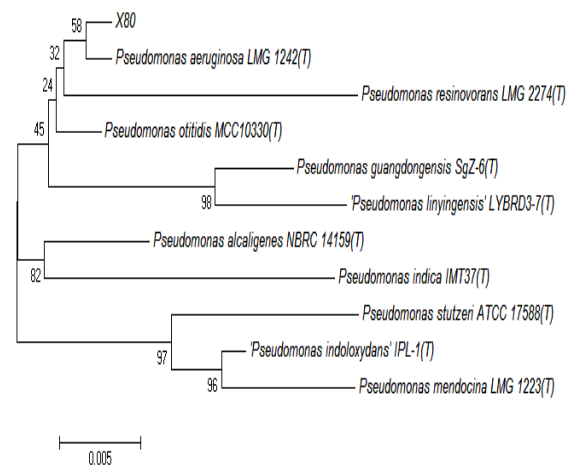 58
X80
32
Pseudomonas aeruginosa LMG 1242(T)
24
Pseudomonas resinovorans LMG 2274(T)
45
Pseudomonas otitidis MCC10330(T)
Pseudomonas guangdongensis SgZ-6(T)
98
'Pseudomonas linyingensis' LYBRD3-7(T)
Pseudomonas alcaligenes NBRC 14159(T)
82
Pseudomonas indica IMT37(T)
Pseudomonas stutzeri ATCC 17588(T)
97
'Pseudomonas indoloxydans' IPL-1(T)
96
Pseudomonas mendocina LMG 1223(T)
0.005